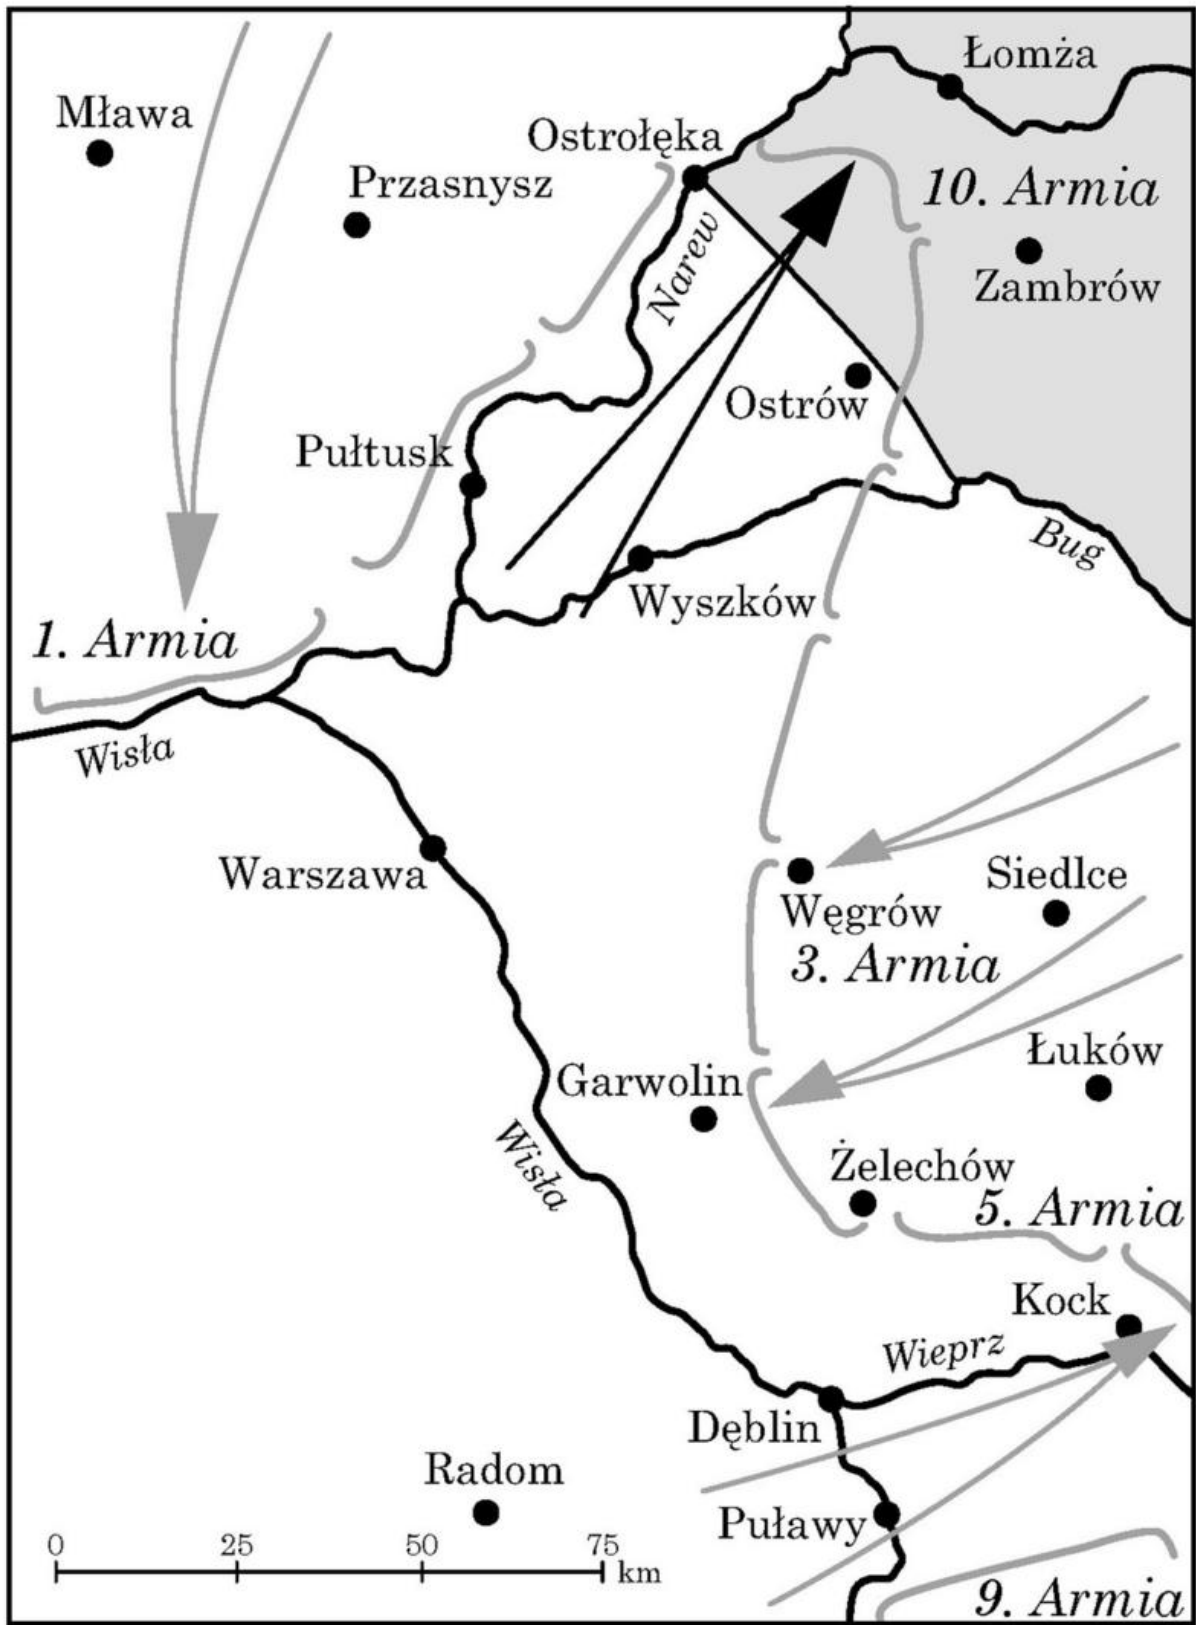 Łomża
Mława
Ostrołęka
Przasnysz
10. Armia
Narew
Zambrów
Ostrów
Pułtusk
Bug
Wyszków
1. Armia
Wisła
Warszawa
Siedlce
Węgrów
3. Armia
Łuków
Garwolin
Wisła
Żelechów
5. Armia
Kock
Wieprz
Dęblin
Radom
Puławy
0 25 50 75
km
9. Armia